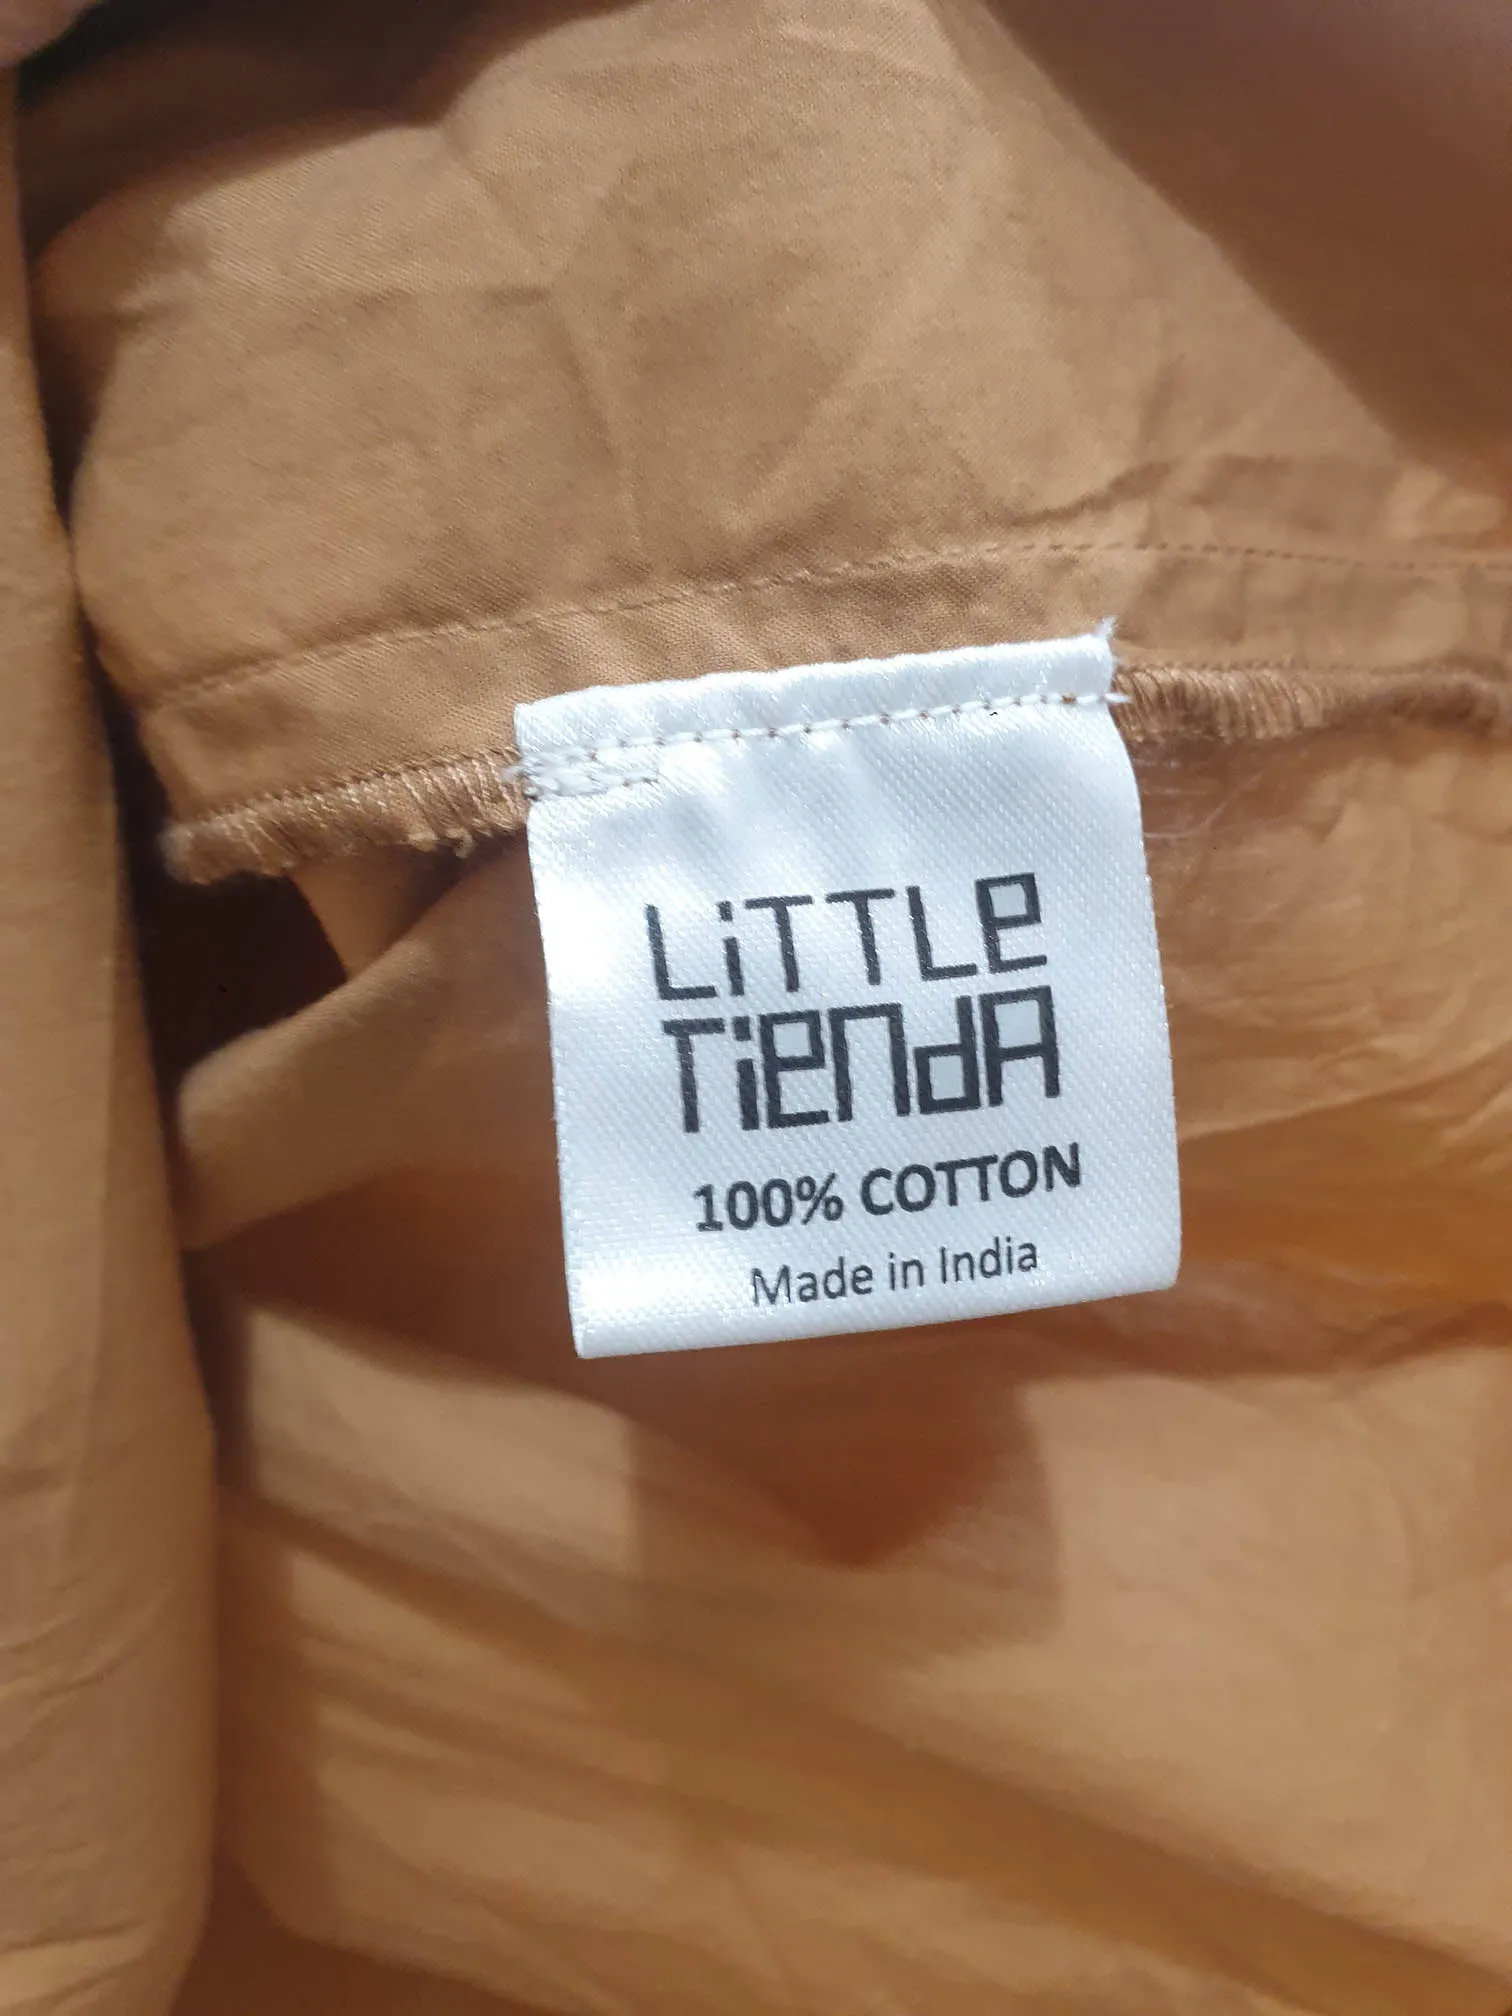 LiTTLe
TiendA
100% COTTON
Made in India